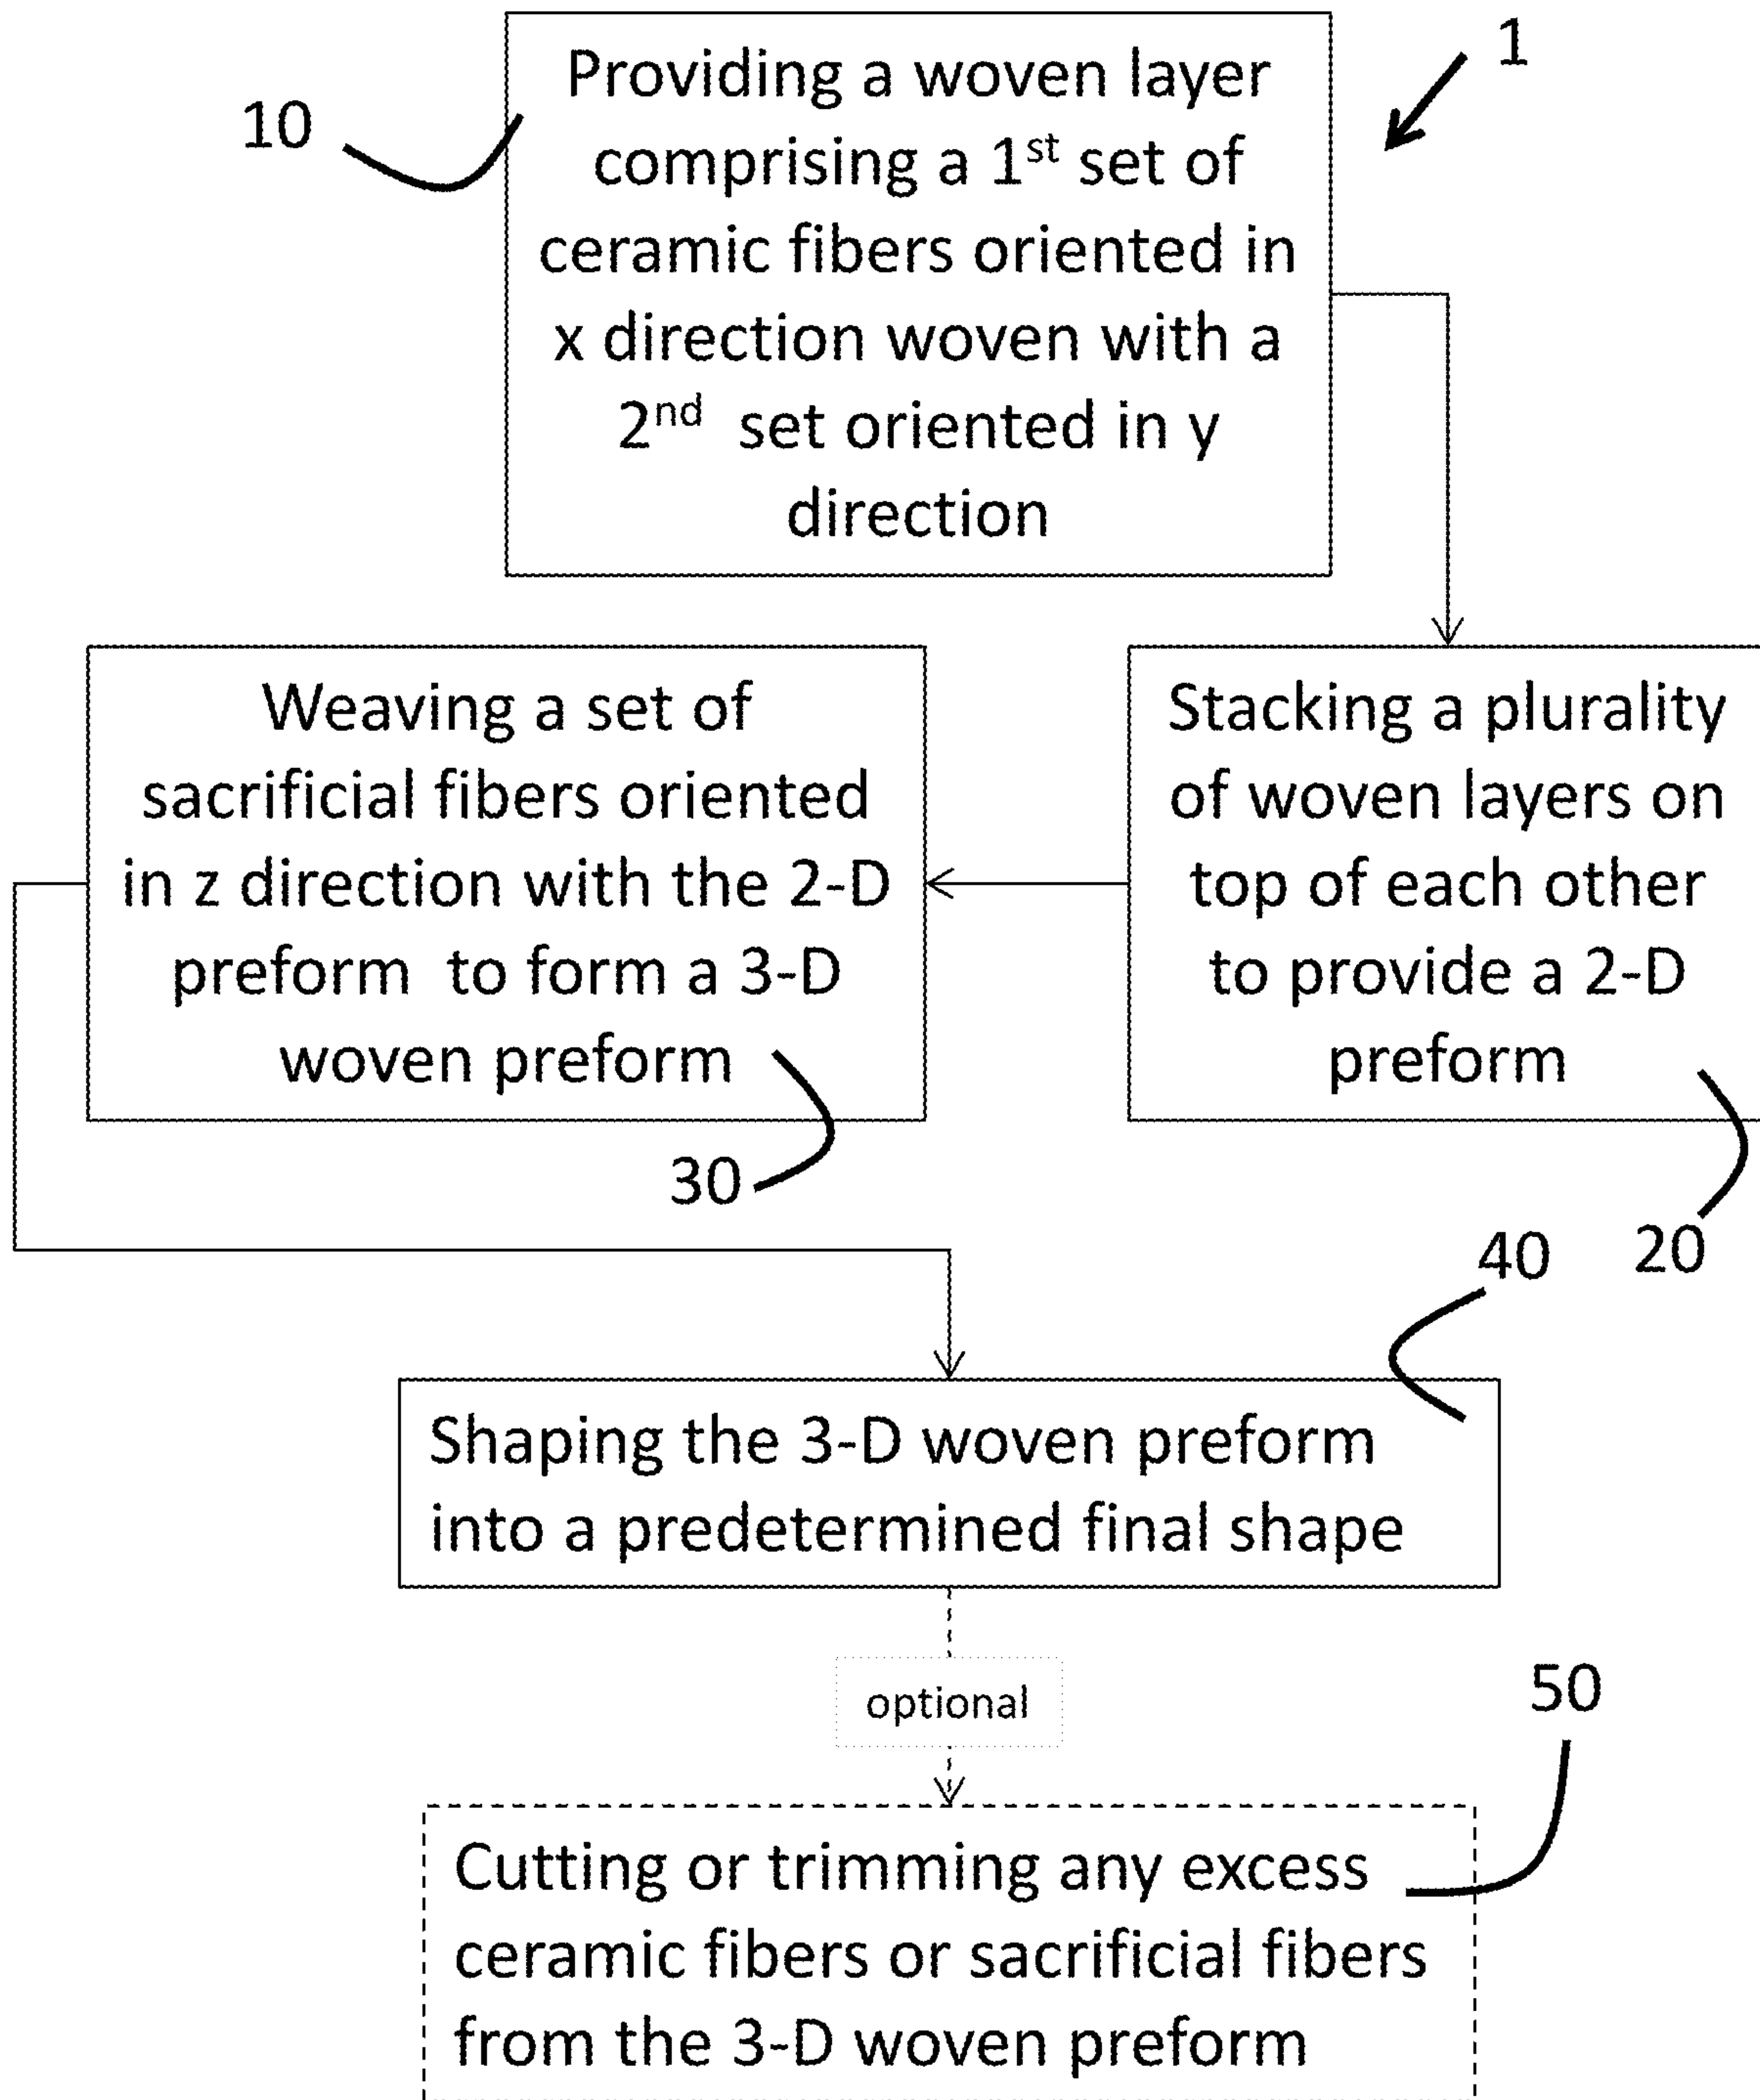 1
10
Providing a woven layer
comprising a 1st set of
ceramic fibers oriented in
x direction woven with a
2nd set oriented in y
direction
Stacking a plurality
of woven layers on
top of each other
to provide a 2-D
preform
20
Weaving a set of
sacrificial fibers oriented
in z direction with the 2-D
preform to form a 3-D
woven preform
30
40
Shaping the 3-D woven preform
into a predetermined final shape
optional
50
Cutting or trimming any excess
ceramic fibers or sacrificial fibers
from the 3-D woven preform